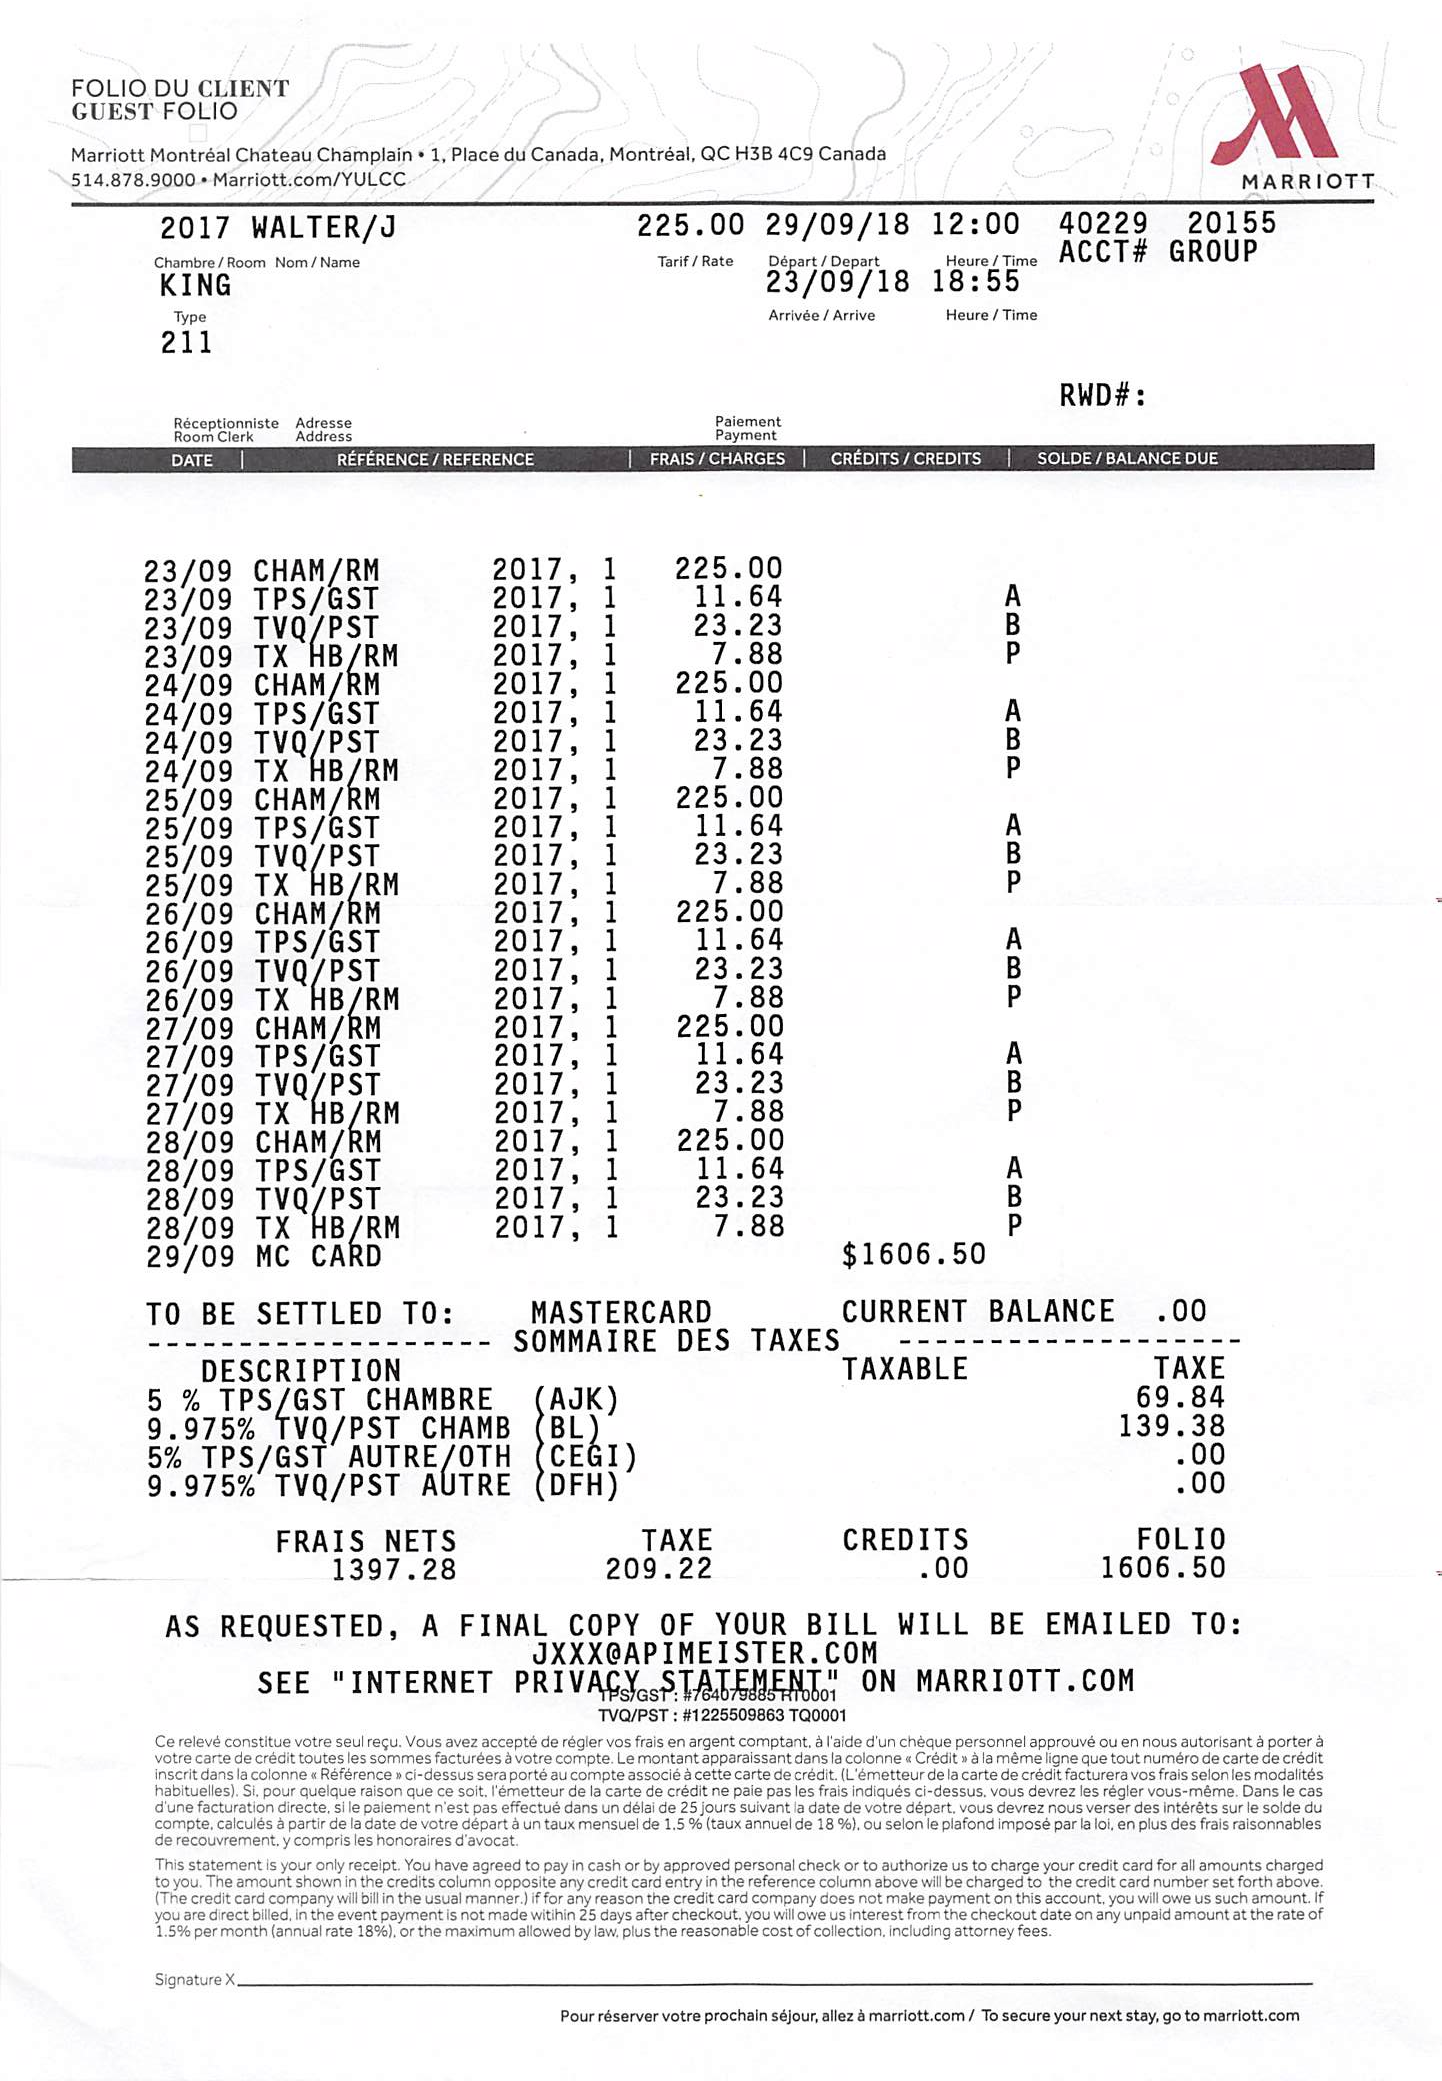 FOLIO DU CLIENT
GUEST FOLIO
Marriott Montréal Chateau Champlain • 1, Place du Canada, Montréal, QC H3B 4C9 Canada
514.878.9000 • Marriott.com/YULCC
MARRIOTT
2017 WALTER/J 225.00 29/09/18 12:00 40229 20155
Chambre / Room Nom / Name Tarif / Rate Départ / Depart Heure / Time ACCT# GROUP
KING 23/09/18 18:55
Type Arrivée / Arrive Heure / Time
211
RWD#:
Réceptionniste Adresse Paiement
Room Clerk Address Payment
DATE | RÉFÉRENCE / REFERENCE | FRAIS / CHARGES | CRÉDITS / CREDITS | SOLDE / BALANCE DUE
23/09 CHAM/RM 2017, 1 225.00
23/09 TPS/GST 2017, 1 11.64 A
23/09 TVQ/PST 2017, 1 23.23 B
23/09 TX HB/RM 2017, 1 7.88 P
24/09 CHAM/RM 2017, 1 225.00
24/09 TPS/GST 2017, 1 11.64 A
24/09 TVQ/PST 2017, 1 23.23 B
24/09 TX HB/RM 2017, 1 7.88 P
25/09 CHAM/RM 2017, 1 225.00
25/09 TPS/GST 2017, 1 11.64 A
25/09 TVQ/PST 2017, 1 23.23 B
25/09 TX HB/RM 2017, 1 7.88 P
26/09 CHAM/RM 2017, 1 225.00
26/09 TPS/GST 2017, 1 11.64 A
26/09 TVQ/PST 2017, 1 23.23 B
26/09 TX HB/RM 2017, 1 7.88 P
27/09 CHAM/RM 2017, 1 225.00
27/09 TPS/GST 2017, 1 11.64 A
27/09 TVQ/PST 2017, 1 23.23 B
27/09 TX HB/RM 2017, 1 7.88 P
28/09 CHAM/RM 2017, 1 225.00
28/09 TPS/GST 2017, 1 11.64 A
28/09 TVQ/PST 2017, 1 23.23 B
28/09 TX HB/RM 2017, 1 7.88 P
29/09 MC CARD $1606.50
TO BE SETTLED TO: MASTERCARD CURRENT BALANCE .00
------------------- SOMMAIRE DES TAXES -------------------
DESCRIPTION TAXABLE TAXE
5 % TPS/GST CHAMBRE (AJK) 69.84
9.975% TVQ/PST CHAMB (BL) 139.38
5% TPS/GST AUTRE/OTH (CEGI) .00
9.975% TVQ/PST AUTRE (DFH) .00
FRAIS NETS TAXE CREDITS FOLIO
1397.28 209.22 .00 1606.50
AS REQUESTED, A FINAL COPY OF YOUR BILL WILL BE EMAILED TO:
JXXX@APIMEISTER.COM
SEE "INTERNET PRIVACY STATEMENT" ON MARRIOTT.COM
TPS/GST : #764079885 RT0001
TVQ/PST : #1225509863 TQ0001
Ce relevé constitue votre seul reçu. Vous avez accepté de régler vos frais en argent comptant, à l'aide d'un chèque personnel approuvé ou en nous autorisant à porter à
votre carte de crédit toutes les sommes facturées à votre compte. Le montant apparaissant dans la colonne « Crédit » à la même ligne que tout numéro de carte de crédit
inscrit dans la colonne « Référence » ci-dessus sera porté au compte associé à cette carte de crédit. (L'émetteur de la carte de crédit facturera vos frais selon les modalités
habituelles). Si, pour quelque raison que ce soit, l'émetteur de la carte de crédit ne paie pas les frais indiqués ci-dessus, vous devrez les régler vous-même. Dans le cas
d'une facturation directe, si le paiement n'est pas effectué dans un délai de 25 jours suivant la date de votre départ, vous devrez nous verser des intérêts sur le solde du
compte, calculés à partir de la date de votre départ à un taux mensuel de 1,5 % (taux annuel de 18 %), ou selon le plafond imposé par la loi, en plus des frais raisonnables
de recouvrement, y compris les honoraires d'avocat.
This statement is your only receipt. You have agreed to pay in cash or by approved personal check or to authorize us to charge your credit card for all amounts charged
to you. The amount shown in the credits column opposite any credit card entry in the reference column above will be charged to the credit card number set forth above.
(The credit card company will bill in the usual manner.) if for any reason the credit card company does not make payment on this account, you will owe us such amount. If
you are direct billed, in the event payment is not made witihin 25 days after checkout, you will owe us interest from the checkout date on any unpaid amount at the rate of
1.5% per month (annual rate 18%), or the maximum allowed by law, plus the reasonable cost of collection, including attorney fees.
Signature X
Pour réserver votre prochain séjour, allez à marriott.com / To secure your next stay, go to marriott.com